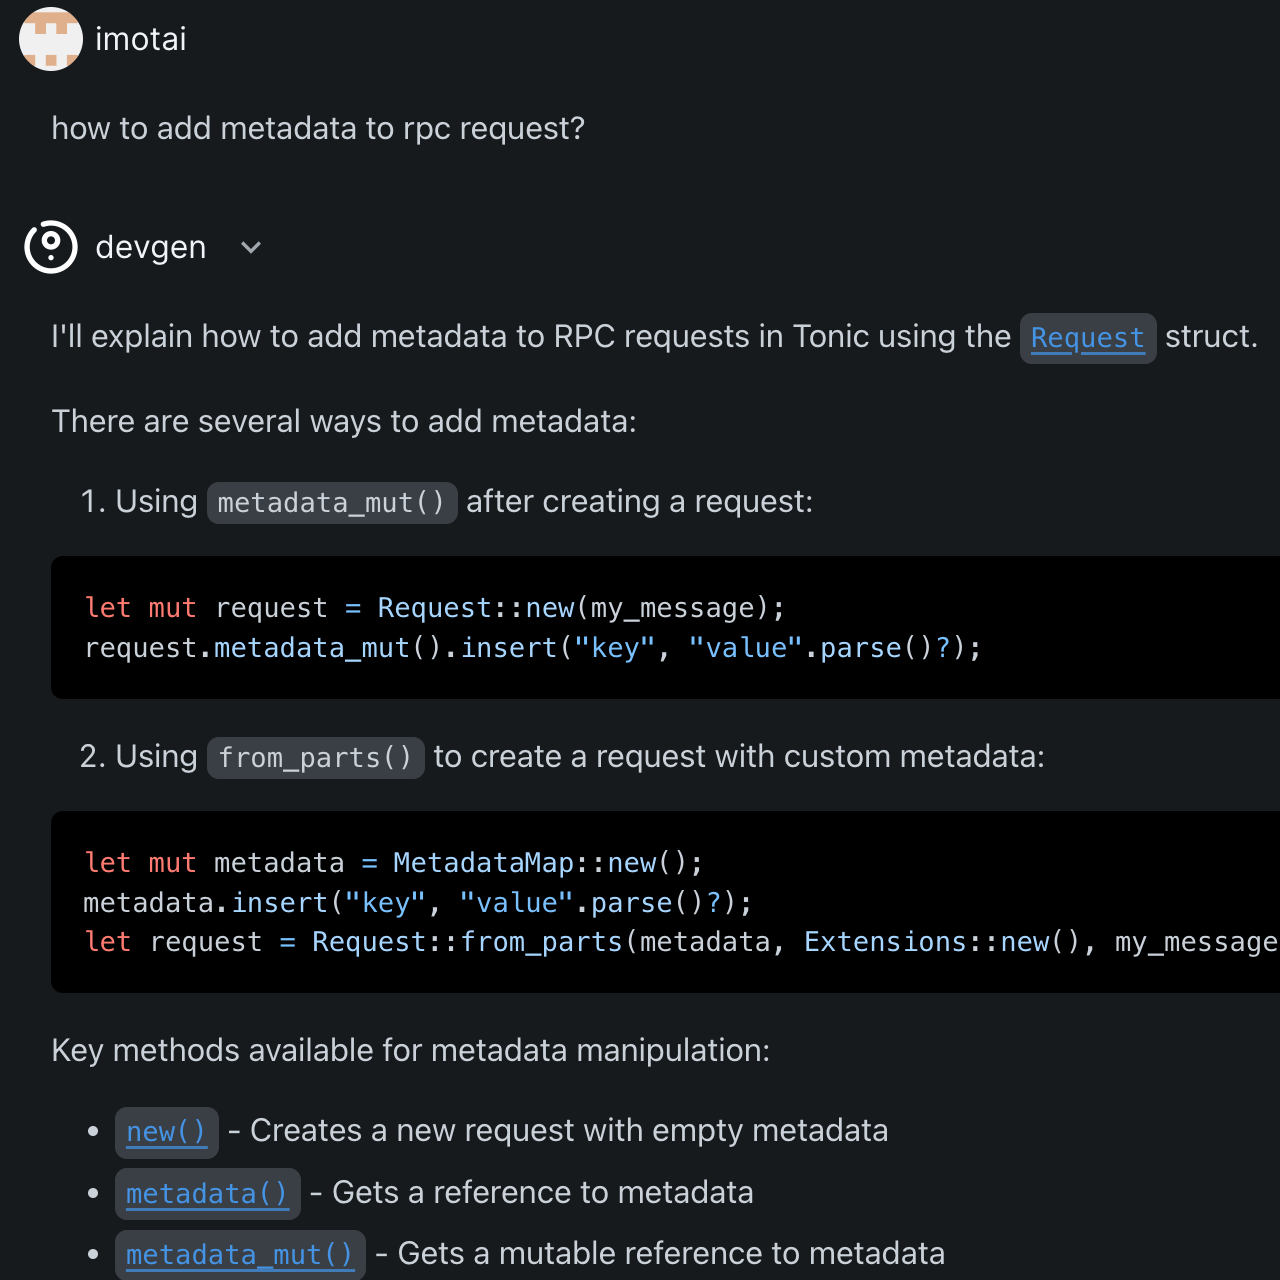 imotai
how to add metadata to rpc request?
devgen
I'll explain how to add metadata to RPC requests in Tonic using the Request struct.
There are several ways to add metadata:
1. Using metadata_mut() after creating a request:
let mut request = Request::new(my_message);
request.metadata_mut().insert("key", "value".parse()?);
2. Using from_parts() to create a request with custom metadata:
let mut metadata = MetadataMap::new();
metadata.insert("key", "value".parse()?);
let request = Request::from_parts(metadata, Extensions::new(), my_message
Key methods available for metadata manipulation:
• new() - Creates a new request with empty metadata
• metadata() - Gets a reference to metadata
• metadata_mut() - Gets a mutable reference to metadata